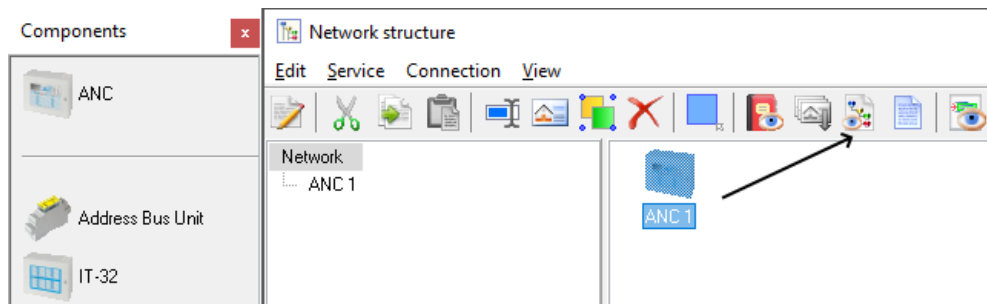 Components
x
ANC
Address Bus Unit
IT-32
Network structure
Edit Service Connection View
Network
ANC 1
ANC 1